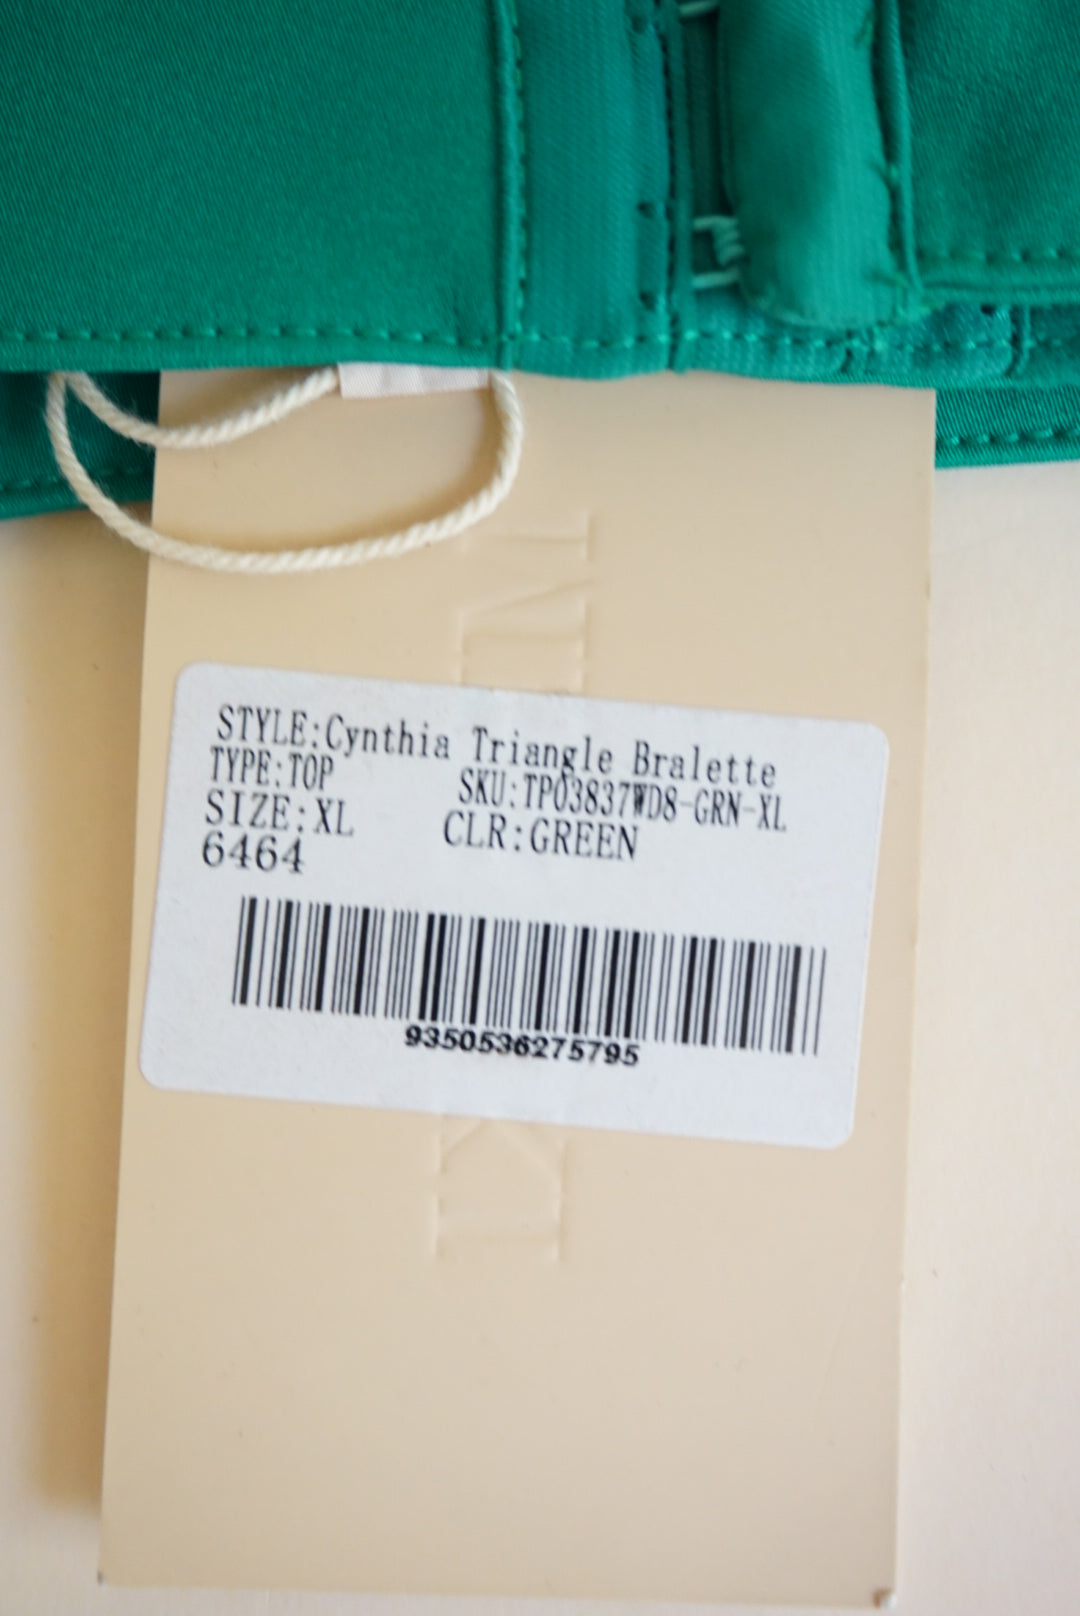 STYLE:Cynthia Triangle Bralette
TYPE:TOP SKU:TP03837WD8-GRN-XL
SIZE:XL CLR:GREEN
6464
9350536275795